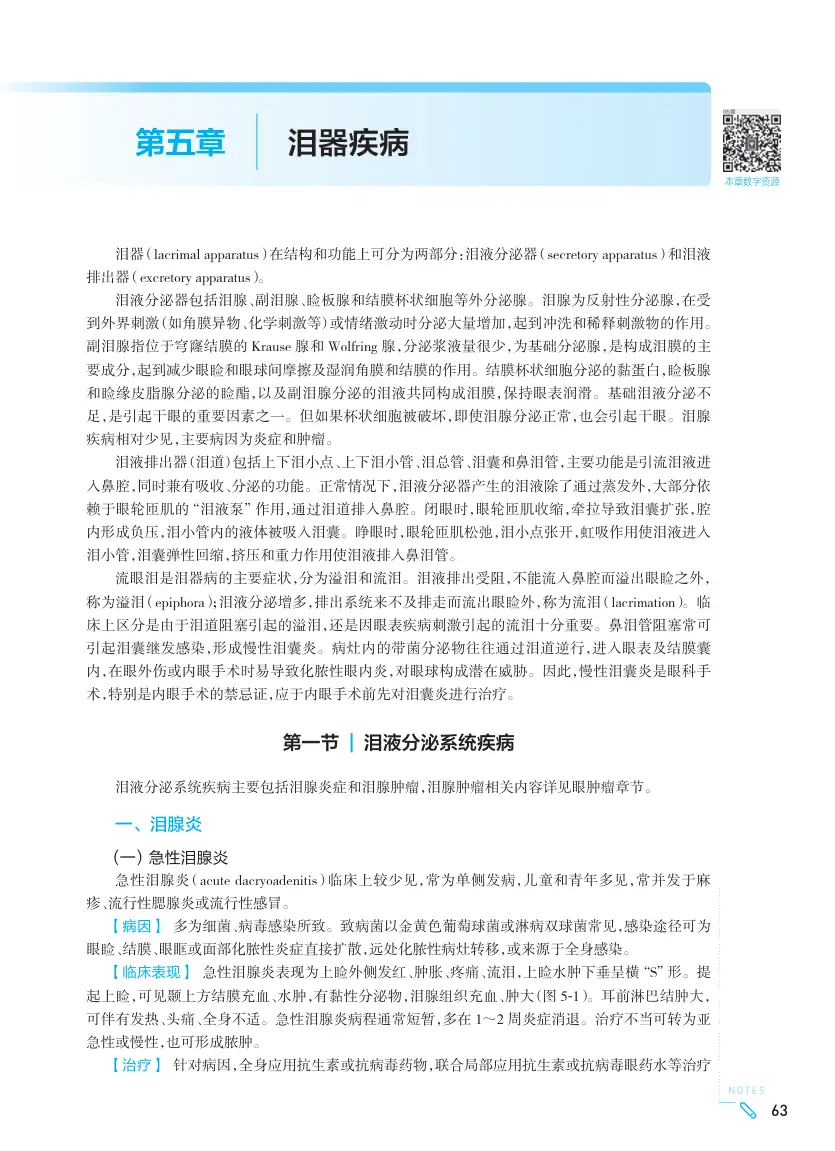 第五章
泪器疾病
本章数字资源
泪器（lacrimal apparatus）在结构和功能上可分为两部分：泪液分泌器（secretory apparatus）和泪液
排出器（excretory apparatus）。
泪液分泌器包括泪腺、副泪腺、睑板腺和结膜杯状细胞等外分泌腺。泪腺为反射性分泌腺，在受
到外界刺激（如角膜异物、化学刺激等）或情绪激动时分泌大量增加，起到冲洗和稀释刺激物的作用。
副泪腺指位于穹窿结膜的 Krause 腺和 Wolfring 腺，分泌浆液量很少，为基础分泌腺，是构成泪膜的主
要成分，起到减少眼睑和眼球间摩擦及湿润角膜和结膜的作用。结膜杯状细胞分泌的黏蛋白，睑板腺
和睑缘皮脂腺分泌的睑酯，以及副泪腺分泌的泪液共同构成泪膜，保持眼表润滑。基础泪液分泌不
足，是引起干眼的重要因素之一。但如果杯状细胞被破坏，即使泪腺分泌正常，也会引起干眼。泪腺
疾病相对少见，主要病因为炎症和肿瘤。
泪液排出器（泪道）包括上下泪小点、上下泪小管、泪总管、泪囊和鼻泪管，主要功能是引流泪液进
入鼻腔，同时兼有吸收、分泌的功能。正常情况下，泪液分泌器产生的泪液除了通过蒸发外，大部分依
赖于眼轮匝肌的“泪液泵”作用，通过泪道排入鼻腔。闭眼时，眼轮匝肌收缩，牵拉导致泪囊扩张，腔
内形成负压，泪小管内的液体被吸入泪囊。睁眼时，眼轮匝肌松弛，泪小点张开，虹吸作用使泪液进入
泪小管，泪囊弹性回缩，挤压和重力作用使泪液排入鼻泪管。
流眼泪是泪器病的主要症状，分为溢泪和流泪。泪液排出受阻，不能流入鼻腔而溢出眼睑之外，
称为溢泪（epiphora）；泪液分泌增多，排出系统来不及排走而流出眼睑外，称为流泪（lacrimation）。临
床上区分是由于泪道阻塞引起的溢泪，还是因眼表疾病刺激引起的流泪十分重要。鼻泪管阻塞常可
引起泪囊继发感染，形成慢性泪囊炎。病灶内的带菌分泌物往往通过泪道逆行，进入眼表及结膜囊
内，在眼外伤或内眼手术时易导致化脓性眼内炎，对眼球构成潜在威胁。因此，慢性泪囊炎是眼科手
术，特别是内眼手术的禁忌证，应于内眼手术前先对泪囊炎进行治疗。
第一节 | 泪液分泌系统疾病
泪液分泌系统疾病主要包括泪腺炎症和泪腺肿瘤，泪腺肿瘤相关内容详见眼肿瘤章节。
一、泪腺炎
（一）急性泪腺炎
急性泪腺炎（acute dacryoadenitis）临床上较少见，常为单侧发病，儿童和青年多见，常并发于麻
疹、流行性腮腺炎或流行性感冒。
【病因】 多为细菌、病毒感染所致。致病菌以金黄色葡萄球菌或淋病双球菌常见，感染途径可为
眼睑、结膜、眼眶或面部化脓性炎症直接扩散，远处化脓性病灶转移，或来源于全身感染。
【临床表现】 急性泪腺炎表现为上睑外侧发红、肿胀、疼痛、流泪，上睑水肿下垂呈横“S”形。提
起上睑，可见颞上方结膜充血、水肿，有黏性分泌物，泪腺组织充血、肿大（图 5-1）。耳前淋巴结肿大，
可伴有发热、头痛、全身不适。急性泪腺炎病程通常短暂，多在 1～2 周炎症消退。治疗不当可转为亚
急性或慢性，也可形成脓肿。
【治疗】 针对病因，全身应用抗生素或抗病毒药物，联合局部应用抗生素或抗病毒眼药水等治疗
NOTES
63